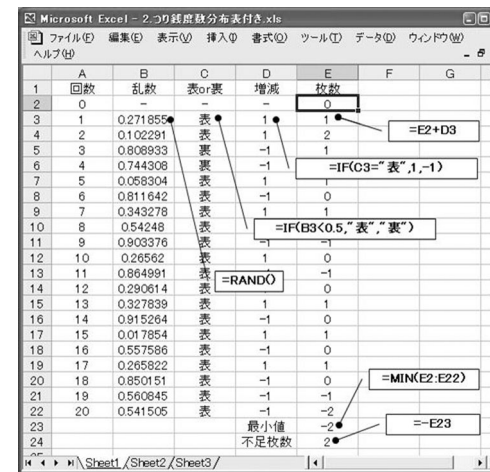 Microsoft Excel - 2.つり銭度数分布表付き.xls
ファイル(F) 編集(E) 表示(V) 挿入(I) 書式(O) ツール(T) データ(D) ウィンドウ(W)
ヘルプ(H)
A B C D E F G
1 回数 乱数 表or裏 増減 枚数
2 0 － － － 0
3 1 0.271855 表 1 1
=E2+D3
4 2 0.102291 表 1 2
5 3 0.808933 裏 -1 1
6 4 0.744308 裏
=IF(C3="表",1,-1)
7 5 0.058304 表 1 1
8 6 0.811642 表 -1 0
9 7 0.343278 表 1 1
10 8 0.54248 表
=IF(B3<0.5,"表","裏")
11 9 0.903376 表 -1 -1
12 10 0.26562 表 1 0
13 11 0.864991 表 -1
=RAND()
14 12 0.290614 表 0
15 13 0.327839 表 1 1
16 14 0.915264 表 -1 0
17 15 0.017854 表 1 1
18 16 0.557586 表 -1 0
19 17 0.265822 表 1 1
20 18 0.850151 表 -1 0
=MIN(E2:E22)
21 19 0.560845 表 -1 -1
22 20 0.541505 表 -1 -2
23 最小値 -2
=-E23
24 不足枚数 2
Sheet1 Sheet2 Sheet3